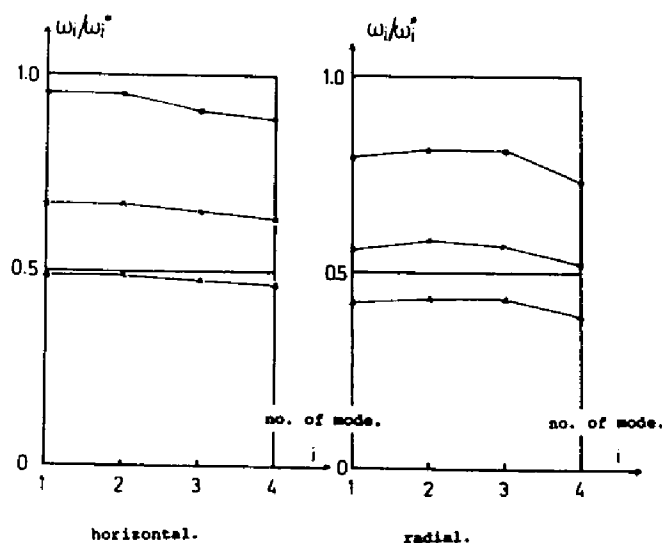 ωi/ωi*
1.0
0.5
0
1 2 3 4
no. of mode.
i
horizontal.
ωi/ωi*
1.0
0.5
0
1 2 3 4
no. of mode.
i
radial.